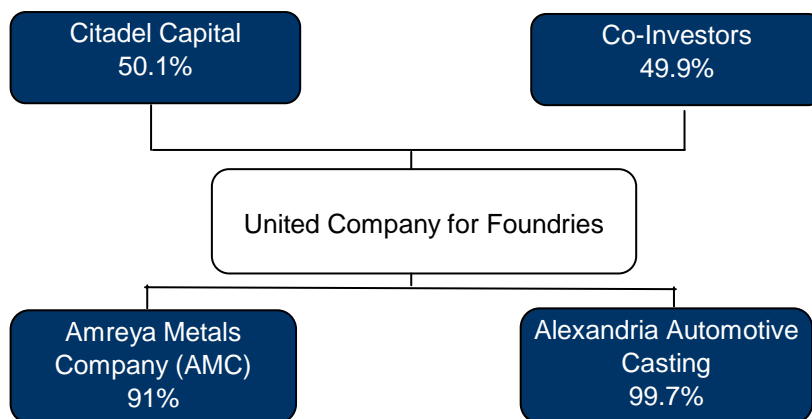 Citadel Capital
50.1%
Co-Investors
49.9%
United Company for Foundries
Amreya Metals
Company (AMC)
91%
Alexandria Automotive
Casting
99.7%